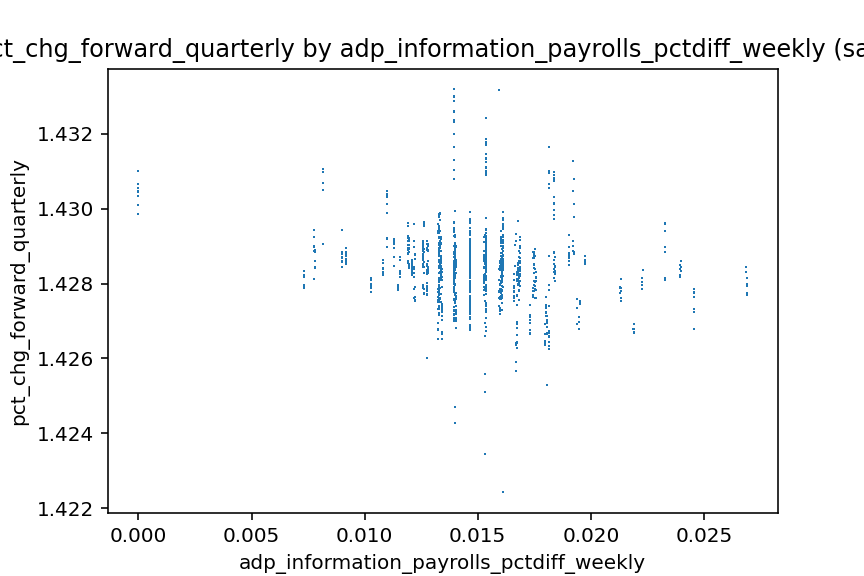 ct_chg_forward_quarterly by adp_information_payrolls_pctdiff_weekly (sa
1.432
1.430
1.428
1.426
1.424
1.422
pct_chg_forward_quarterly
0.000 0.005 0.010 0.015 0.020 0.025
adp_information_payrolls_pctdiff_weekly